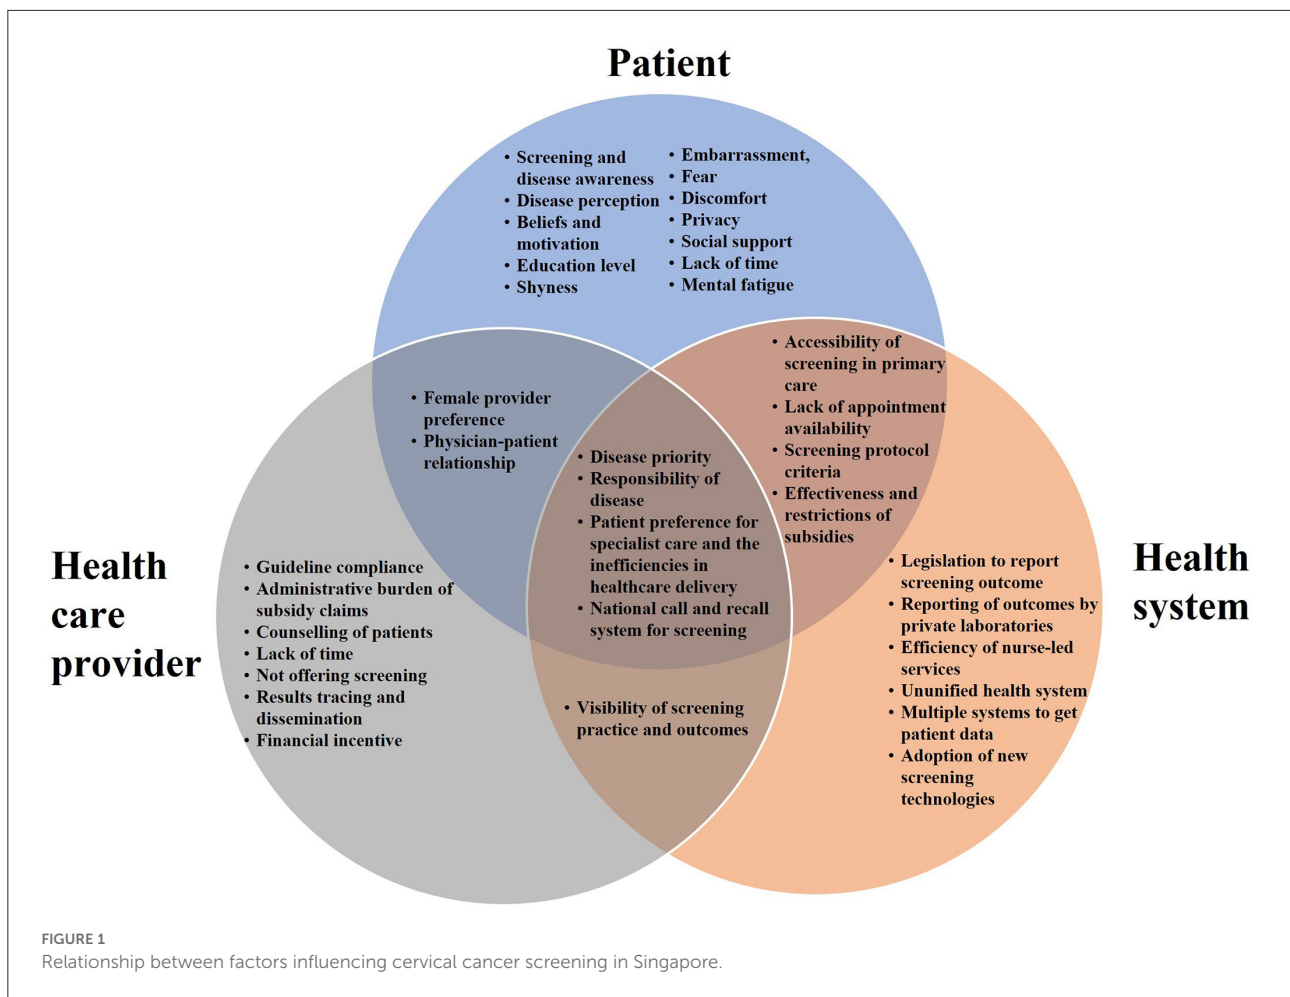 Patient
• Screening and
disease awareness
• Disease perception
• Beliefs and
motivation
• Education level
• Shyness
• Embarrassment,
• Fear
• Discomfort
• Privacy
• Social support
• Lack of time
• Mental fatigue
• Female provider
preference
• Physician-patient
relationship
• Disease priority
• Responsibility of
disease
• Patient preference for
specialist care and the
inefficiencies in
healthcare delivery
• National call and recall
system for screening
• Accessibility of
screening in primary
care
• Lack of appointment
availability
• Screening protocol
criteria
• Effectiveness and
restrictions of
subsidies
Health
care
provider
• Guideline compliance
• Administrative burden of
subsidy claims
• Counselling of patients
• Lack of time
• Not offering screening
• Results tracing and
dissemination
• Financial incentive
• Visibility of screening
practice and outcomes
Health
system
• Legislation to report
screening outcome
• Reporting of outcomes by
private laboratories
• Efficiency of nurse-led
services
• Ununified health system
• Multiple systems to get
patient data
• Adoption of new
screening
technologies
FIGURE 1
Relationship between factors influencing cervical cancer screening in Singapore.